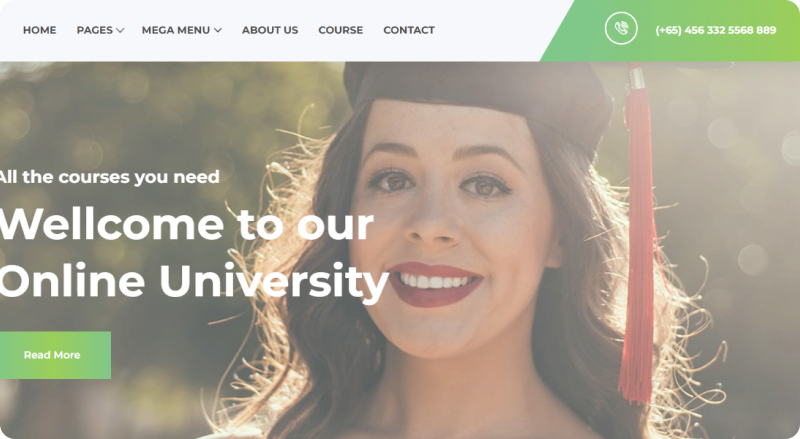 HOME PAGES MEGA MENU ABOUT US COURSE CONTACT (+65) 456 332 5568 889
All the courses you need
Wellcome to our
Online University
Read More